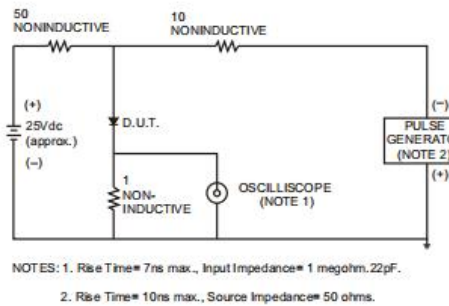 50
NONINDUCTIVE
10
NONINDUCTIVE
(+)
25Vdc
(approx.)
(−)
D.U.T.
1
NON-
INDUCTIVE
OSCILLISCOPE
(NOTE 1)
(−)
PULSE
GENERATO
(NOTE 2)
(+)
NOTES: 1. Rise Time= 7ns max., Input Impedance= 1 megohm.22pF.
2. Rise Time= 10ns max., Source Impedance= 50 ohms.